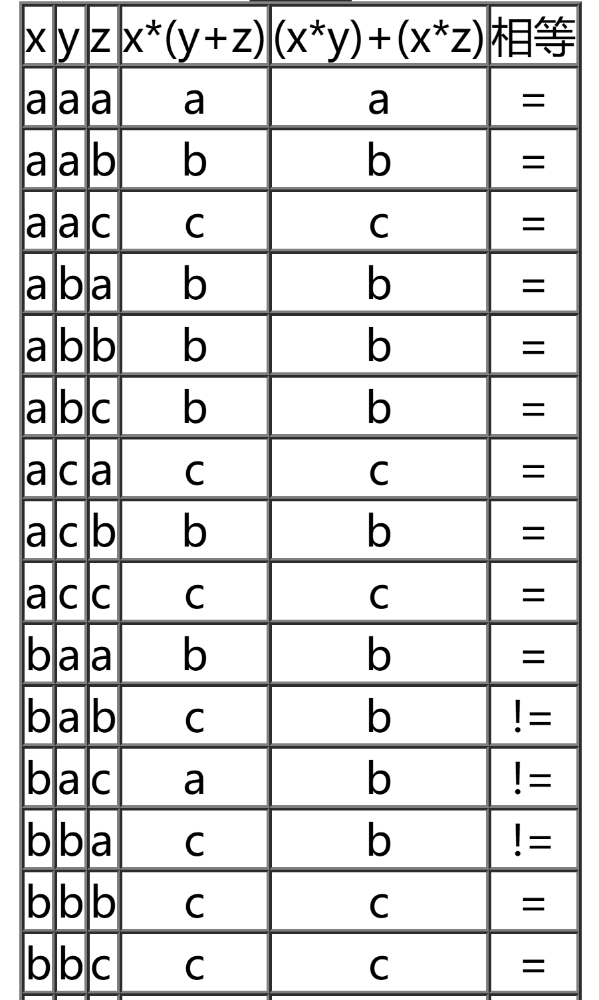 x y z x*(y+z) (x*y)+(x*z) 相等
a a a a a =
a a b b b =
a a c c c =
a b a b b =
a b b b b =
a b c b b =
a c a c c =
a c b b b =
a c c c c =
b a a b b =
b a b c b !=
b a c a b !=
b b a c b !=
b b b c c =
b b c c c =